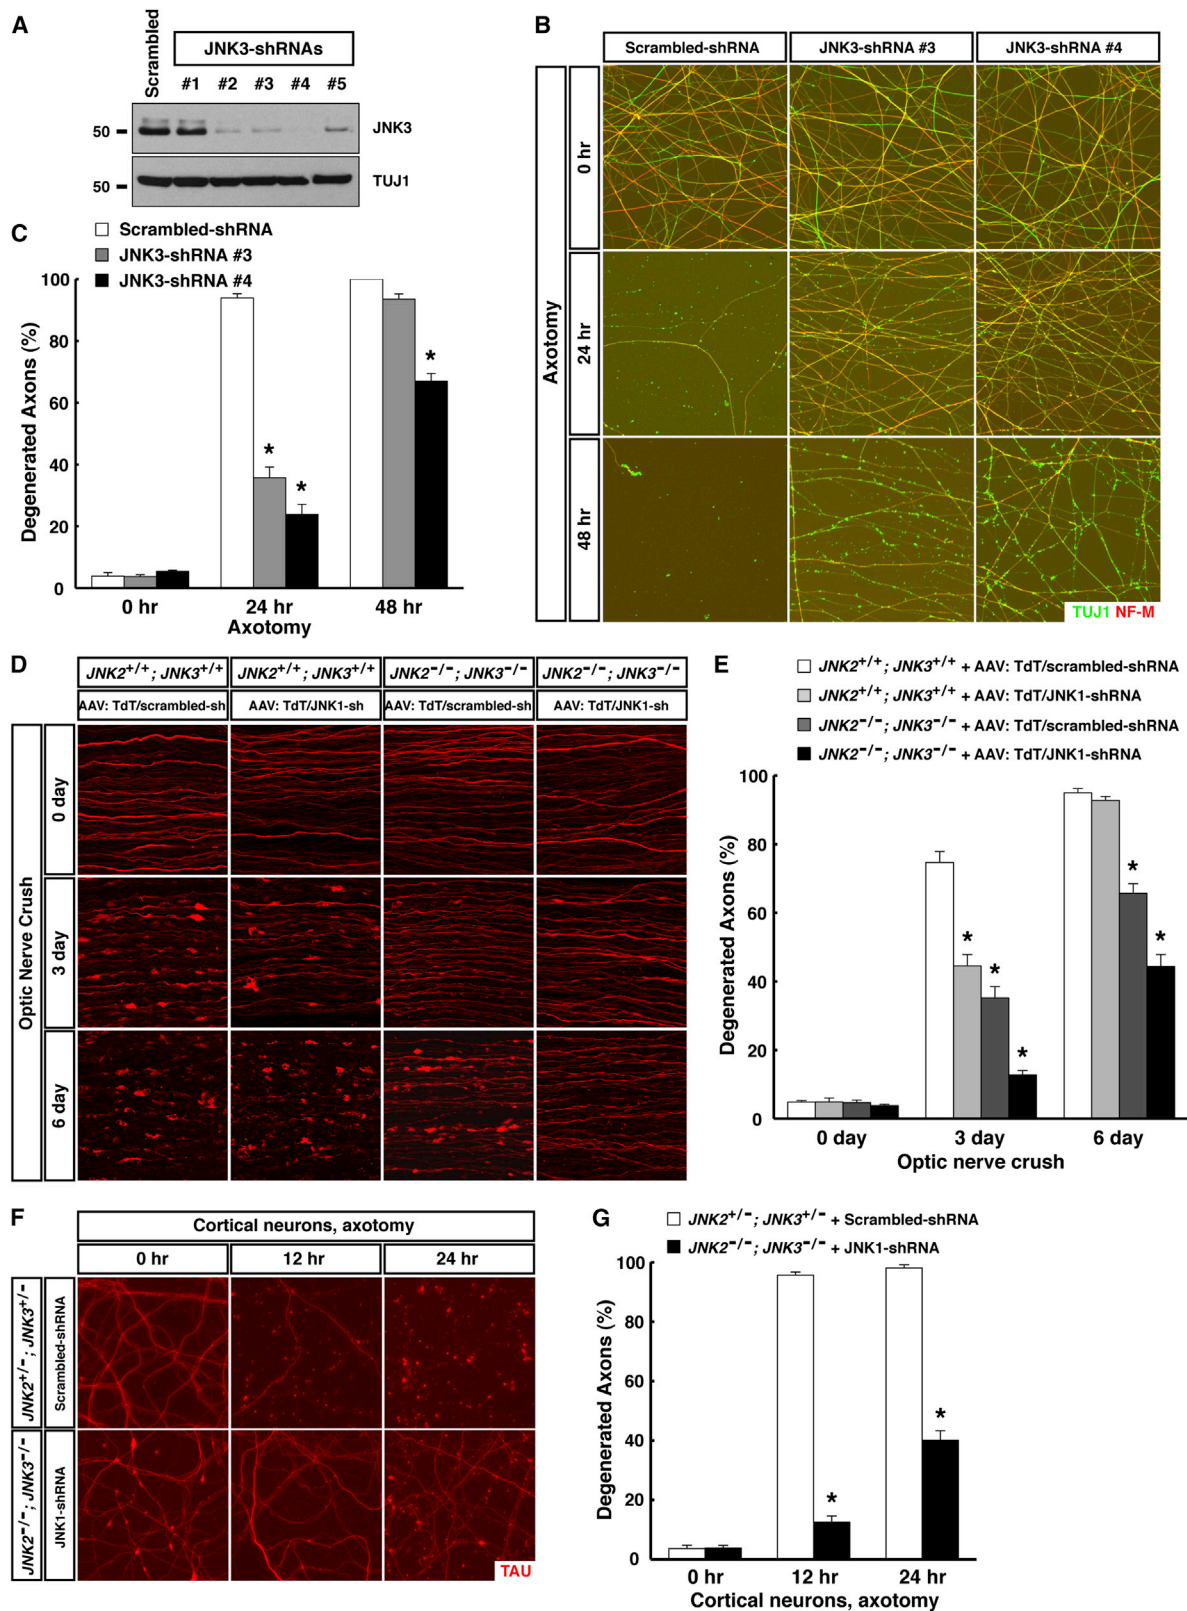 A
Scrambled
JNK3-shRNAs
#1 #2 #3 #4 #5
50
JNK3
50
TUJ1
B
Scrambled-shRNA
JNK3-shRNA #3
JNK3-shRNA #4
Axotomy
0 hr
24 hr
48 hr
TUJ1 NF-M
C
Scrambled-shRNA
JNK3-shRNA #3
JNK3-shRNA #4
Degenerated Axons (%)
100
80
60
40
20
0
* * *
0 hr 24 hr 48 hr
Axotomy
D
JNK2+/+; JNK3+/+
JNK2+/+; JNK3+/+
JNK2−/−; JNK3−/−
JNK2−/−; JNK3−/−
AAV: TdT/scrambled-sh
AAV: TdT/JNK1-sh
AAV: TdT/scrambled-sh
AAV: TdT/JNK1-sh
Optic Nerve Crush
0 day
3 day
6 day
E
JNK2+/+; JNK3+/+ + AAV: TdT/scrambled-shRNA
JNK2+/+; JNK3+/+ + AAV: TdT/JNK1-shRNA
JNK2−/−; JNK3−/− + AAV: TdT/scrambled-shRNA
JNK2−/−; JNK3−/− + AAV: TdT/JNK1-shRNA
Degenerated Axons (%)
100
80
60
40
20
0
* * * * *
0 day 3 day 6 day
Optic nerve crush
F
Cortical neurons, axotomy
0 hr
12 hr
24 hr
JNK2+/−; JNK3+/−
Scrambled-shRNA
JNK2−/−; JNK3−/−
JNK1-shRNA
TAU
G
JNK2+/−; JNK3+/− + Scrambled-shRNA
JNK2−/−; JNK3−/− + JNK1-shRNA
Degenerated Axons (%)
100
80
60
40
20
0
* *
0 hr 12 hr 24 hr
Cortical neurons, axotomy